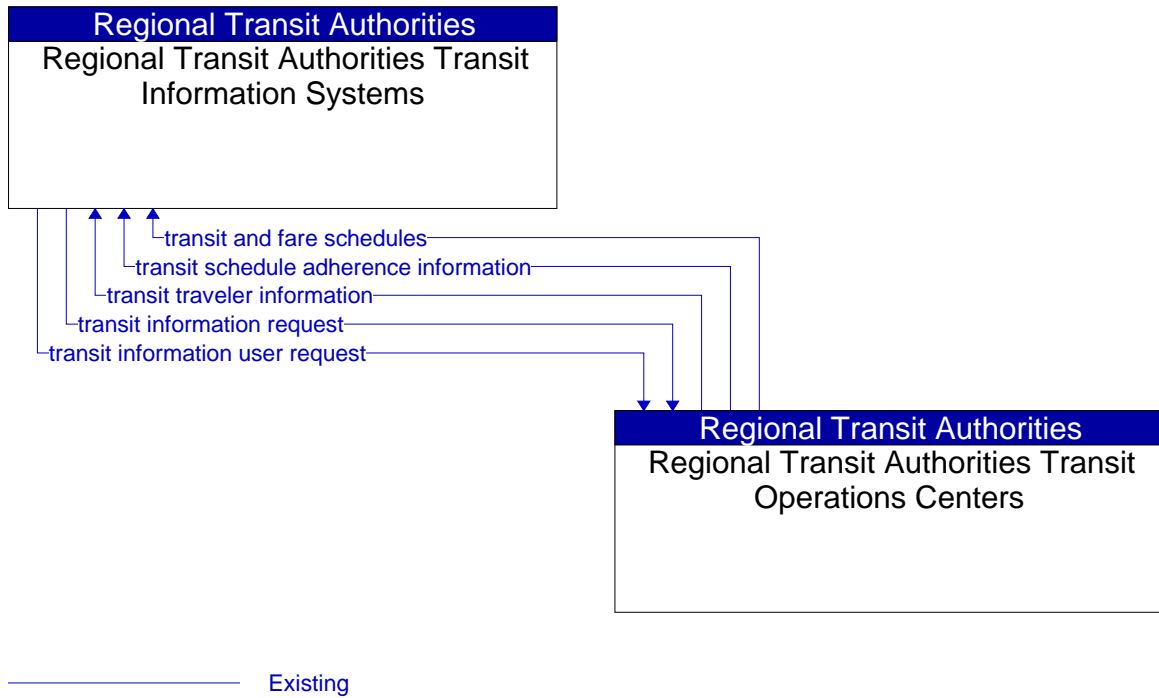 Regional Transit Authorities
Regional Transit Authorities Transit
Information Systems
transit and fare schedules
transit schedule adherence information
transit traveler information
transit information request
transit information user request
Regional Transit Authorities
Regional Transit Authorities Transit
Operations Centers
Existing